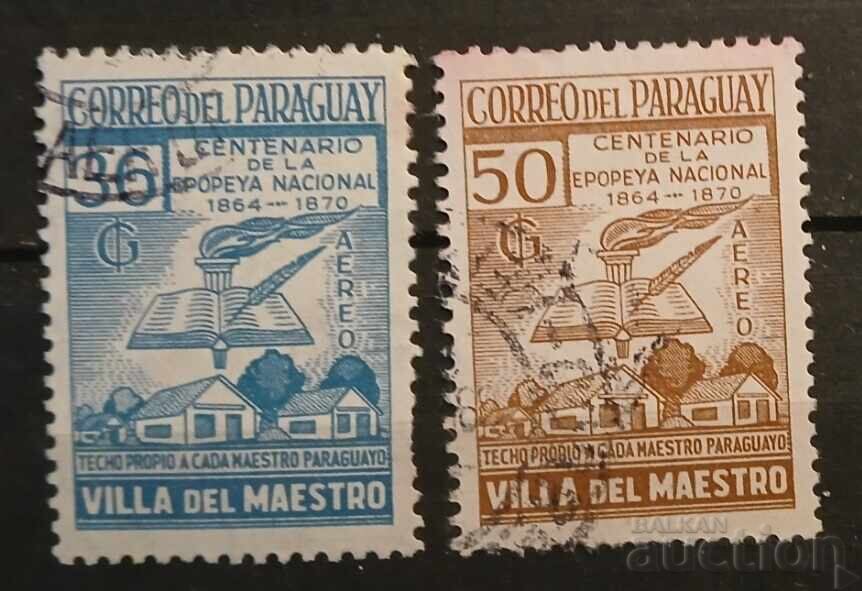 CORREO DEL PARAGUAY
36
CENTENARIO
DE LA
EPOPEYA NACIONAL
1864-1870
G
AEREO
TECHO PROPIO A CADA MAESTRO PARAGUAYO
VILLA DEL MAESTRO
CORREO DEL PARAGUAY
50
CENTENARIO
DE LA
EPOPEYA NACIONAL
1864-1870
G
AEREO
TECHO PROPIO A CADA MAESTRO PARAGUAYO
VILLA DEL MAESTRO
BALKAN
auction